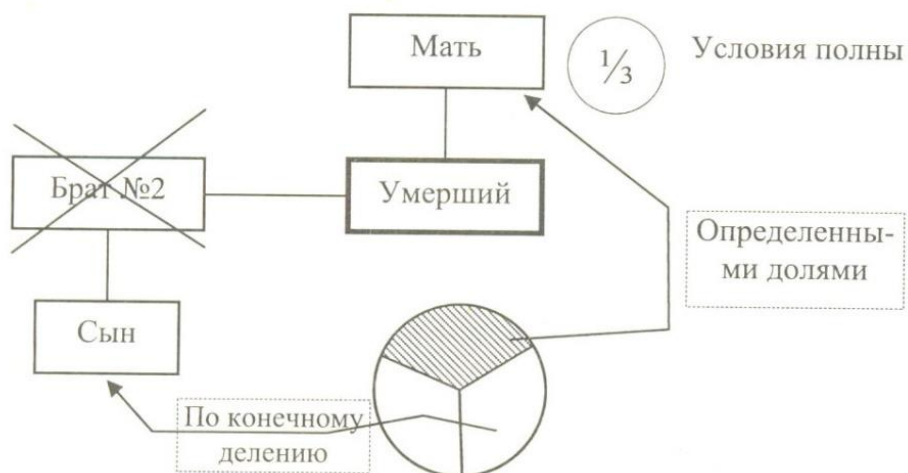 Мать
⅓
Условия полны
Брат №2
Умерший
Определенны-
ми долями
Сын
По конечному
делению